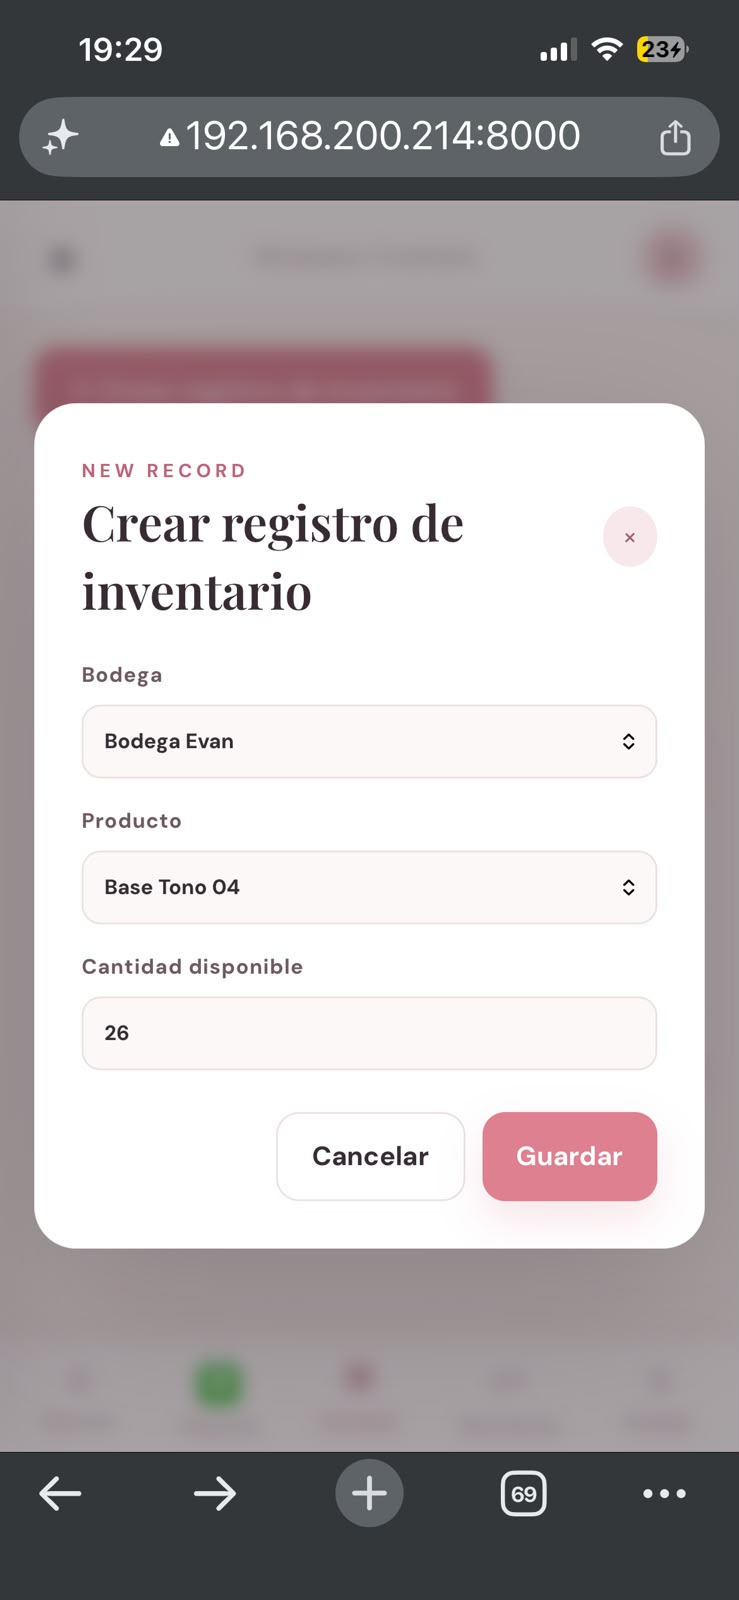 19:29
23
192.168.200.214:8000
NEW RECORD
Crear registro de
inventario
×
Bodega
Bodega Evan
Producto
Base Tono 04
Cantidad disponible
26
Cancelar
Guardar
69